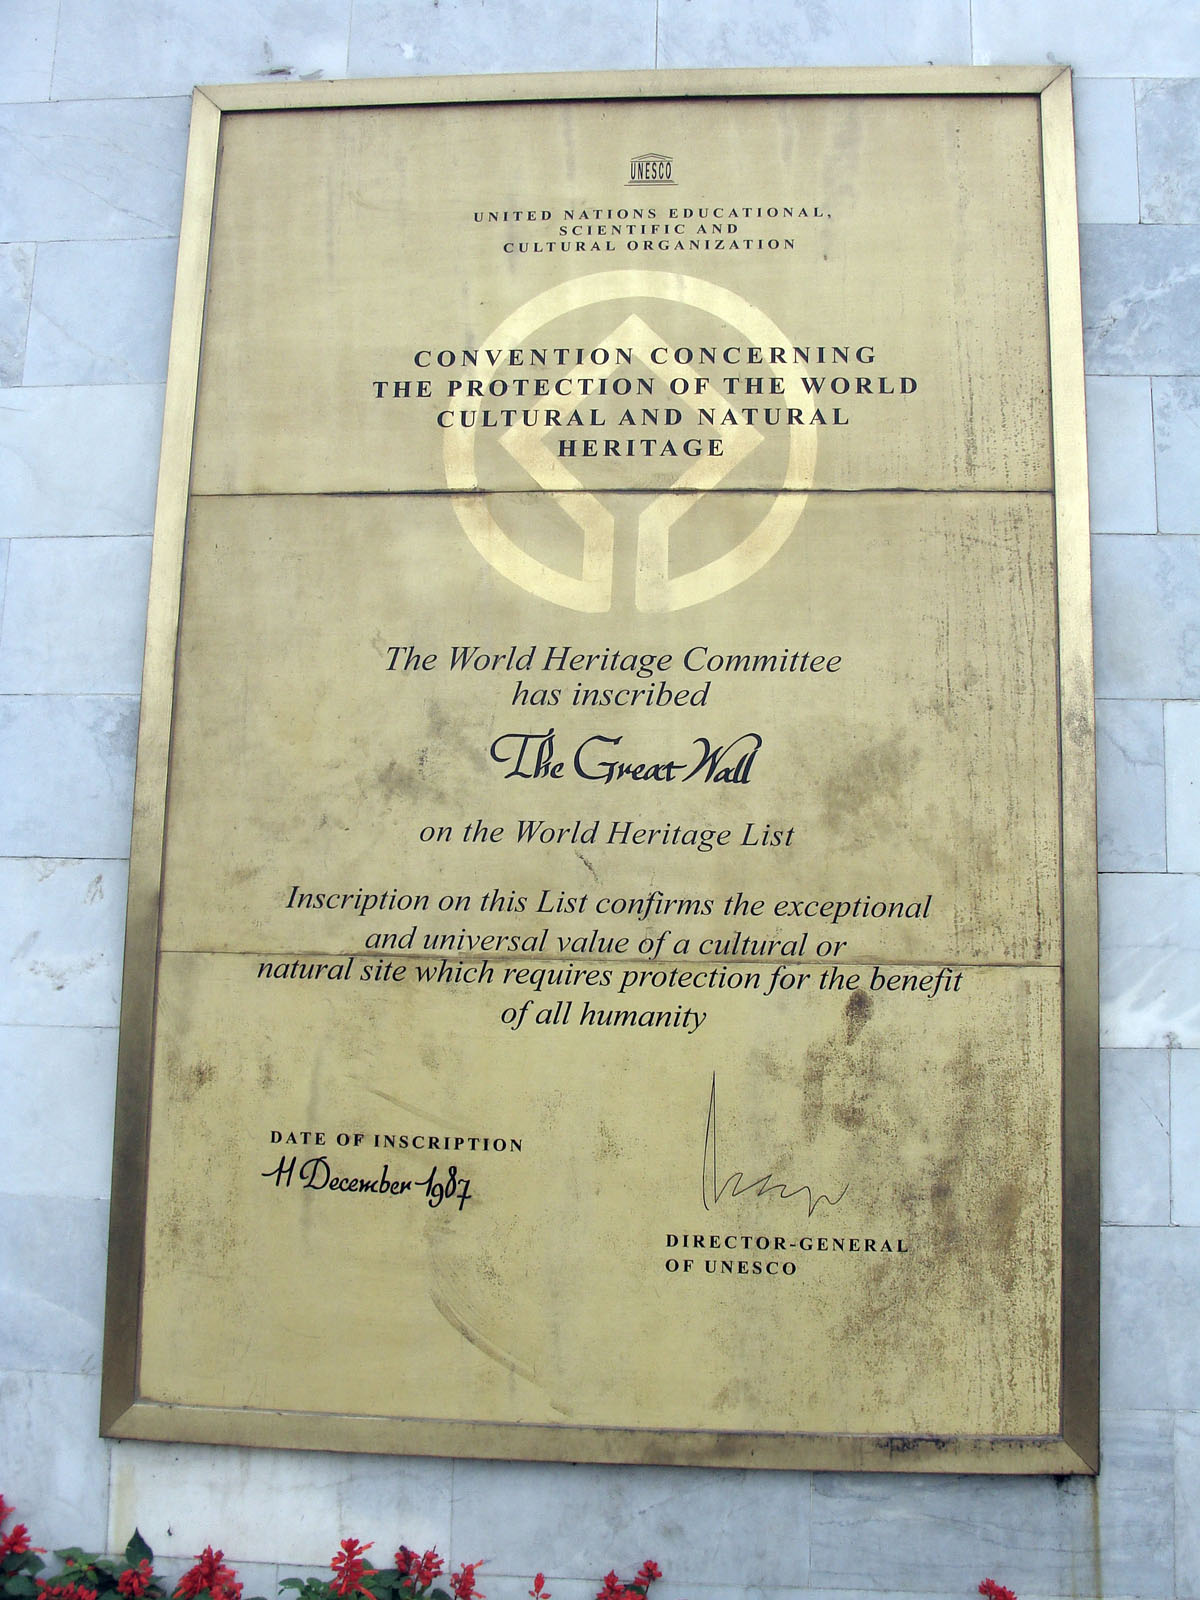 UNESCO
UNITED NATIONS EDUCATIONAL,
SCIENTIFIC AND
CULTURAL ORGANIZATION
CONVENTION CONCERNING
THE PROTECTION OF THE WORLD
CULTURAL AND NATURAL
HERITAGE
The World Heritage Committee
has inscribed
The Great Wall
on the World Heritage List
Inscription on this List confirms the exceptional
and universal value of a cultural or
natural site which requires protection for the benefit
of all humanity
DATE OF INSCRIPTION
11 December 1987
DIRECTOR-GENERAL
OF UNESCO